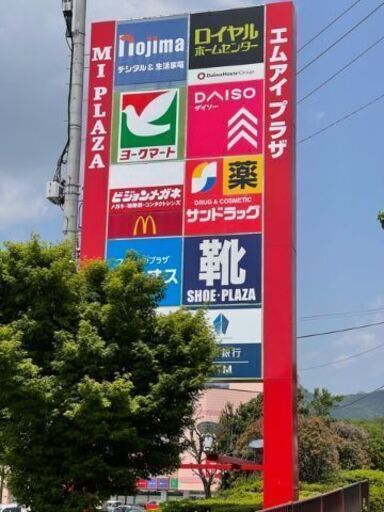 MI PLAZA
エムアイプラザ
nojima
デジタル&生活家電
ロイヤル
ホームセンター
DaiwaHouse Group
ヨークマート
DAISO
ダイソー
ビジョンメガネ
メガネ・補聴器・コンタクトレンズ
薬
DRUG & COSMETIC
サンドラッグ
靴
SHOE・PLAZA
銀行